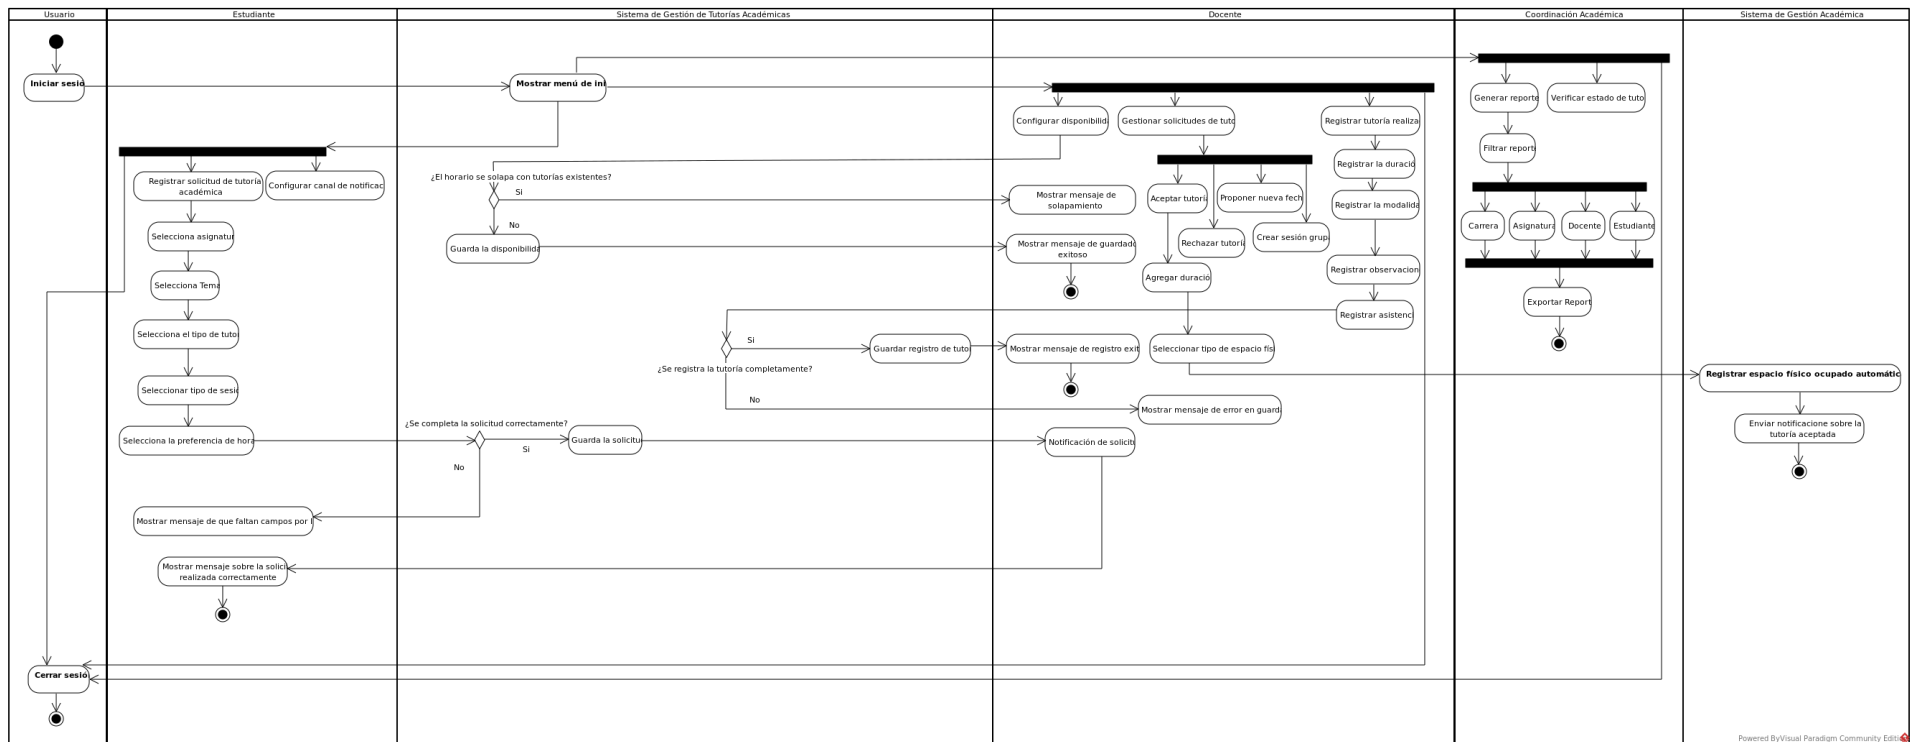 Usuario
Estudiante
Sistema de Gestión de Tutorías Académicas
Docente
Coordinación Académica
Sistema de Gestión Académica
Iniciar sesió
Mostrar menú de ini
Generar reporte
Verificar estado de tuto
Configurar disponibilida
Gestionar solicitudes de tuto
Registrar tutoría realiza
Filtrar reporte
Registrar la duració
Registrar solicitud de tutoría
académica
Configurar canal de notificac
¿El horario se solapa con tutorías existentes?
Si
Mostrar mensaje de
solapamiento
Aceptar tutoría
Proponer nueva fech
Registrar la modalida
No
Selecciona asignatur
Guarda la disponibilida
Mostrar mensaje de guardado
exitoso
Rechazar tutoría
Crear sesión grupa
Carrera
Asignatura
Docente
Estudiante
Registrar observacion
Selecciona Tema
Agregar duració
Exportar Report
Registrar asistenci
Selecciona el tipo de tutor
Si
Guardar registro de tuto
Mostrar mensaje de registro exit
Seleccionar tipo de espacio físi
¿Se registra la tutoría completamente?
Registrar espacio físico ocupado automátic
Seleccionar tipo de sesió
No
Mostrar mensaje de error en guarda
¿Se completa la solicitud correctamente?
Enviar notificacione sobre la
tutoría aceptada
Selecciona la preferencia de hora
Guarda la solicitu
Notificación de solicitu
Si
No
Mostrar mensaje de que faltan campos por l
Mostrar mensaje sobre la solici
realizada correctamente
Cerrar sesió
Powered ByVisual Paradigm Community Editio